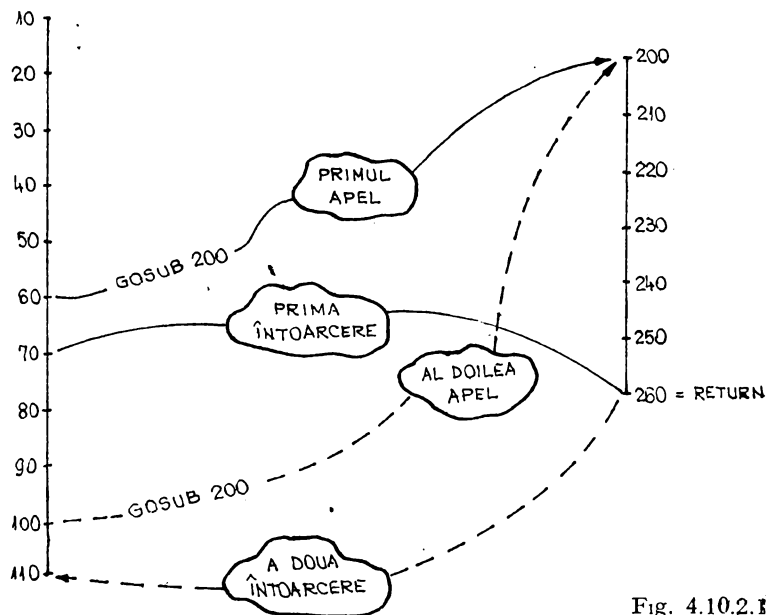 10
20
30
40
50
60
70
80
90
100
110
PRIMUL
APEL
GOSUB 200
PRIMA
ÎNTOARCERE
AL DOILEA
APEL
GOSUB 200
A DOUA
ÎNTOARCERE
200
210
220
230
240
250
260 = RETURN
Fig. 4.10.2.1